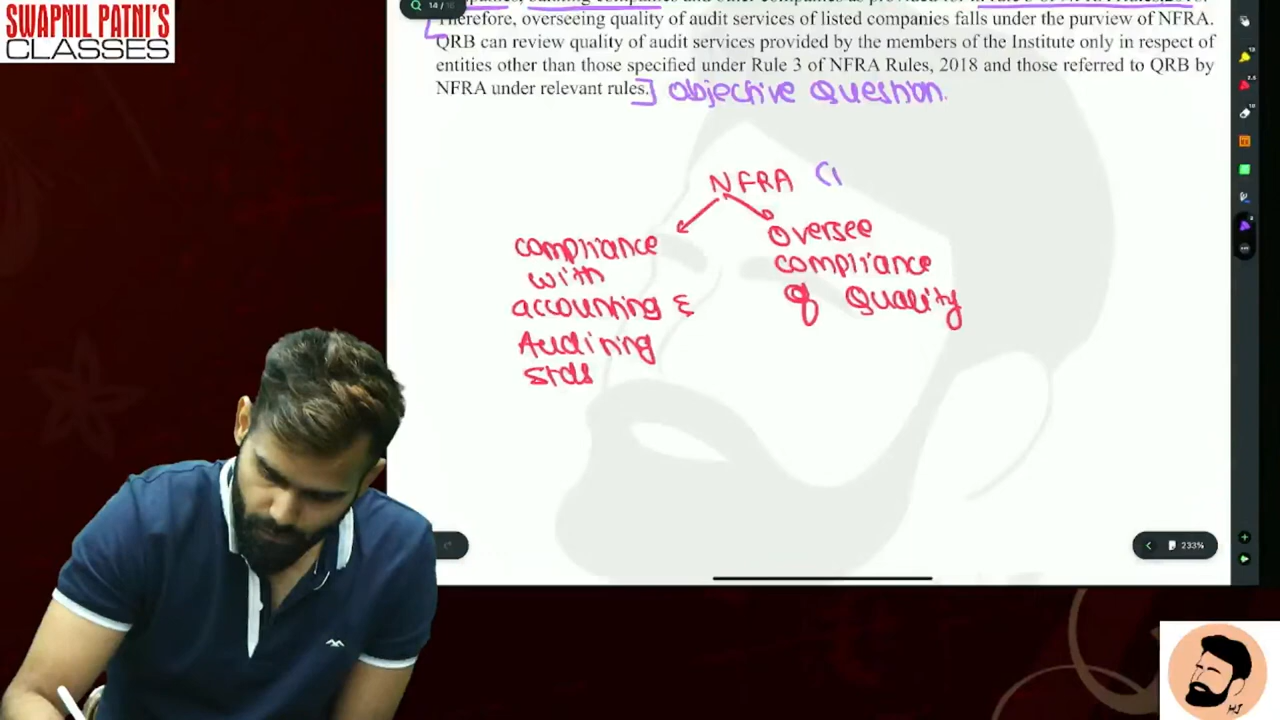 SWAPNIL PATNI'S
CLASSES
14 /
Therefore, overseeing quality of audit services of listed companies falls under the purview of NFRA.
QRB can review quality of audit services provided by the members of the Institute only in respect of
entities other than those specified under Rule 3 of NFRA Rules, 2018 and those referred to QRB by
NFRA under relevant rules.] objective Question.
NFRA (
compliance
with
accounting &
Audining
stds
oversee
compliance
of Quality
233%
HS